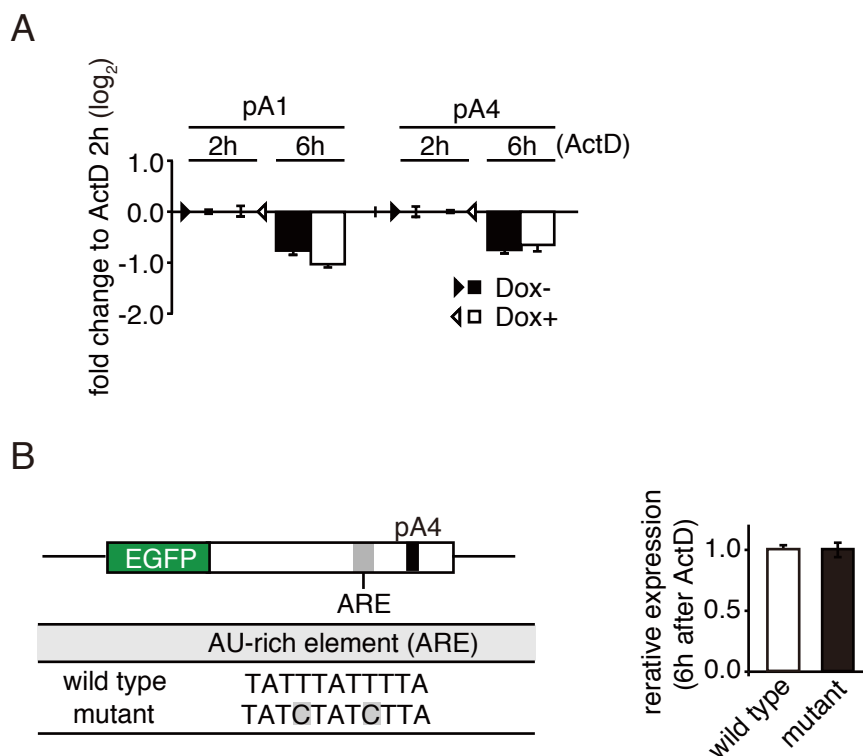 A
fold change to ActD 2h (log2)
pA1 pA4
2h 6h 2h 6h (ActD)
1.0
0.0
-1.0
-2.0
Dox-
Dox+
B
pA4
EGFP
ARE
AU-rich element (ARE)
wild type TATTTATTTTA
mutant TATCTATCTTA
rerative expression
(6h after ActD)
1.0
0.5
0.0
wild type
mutant